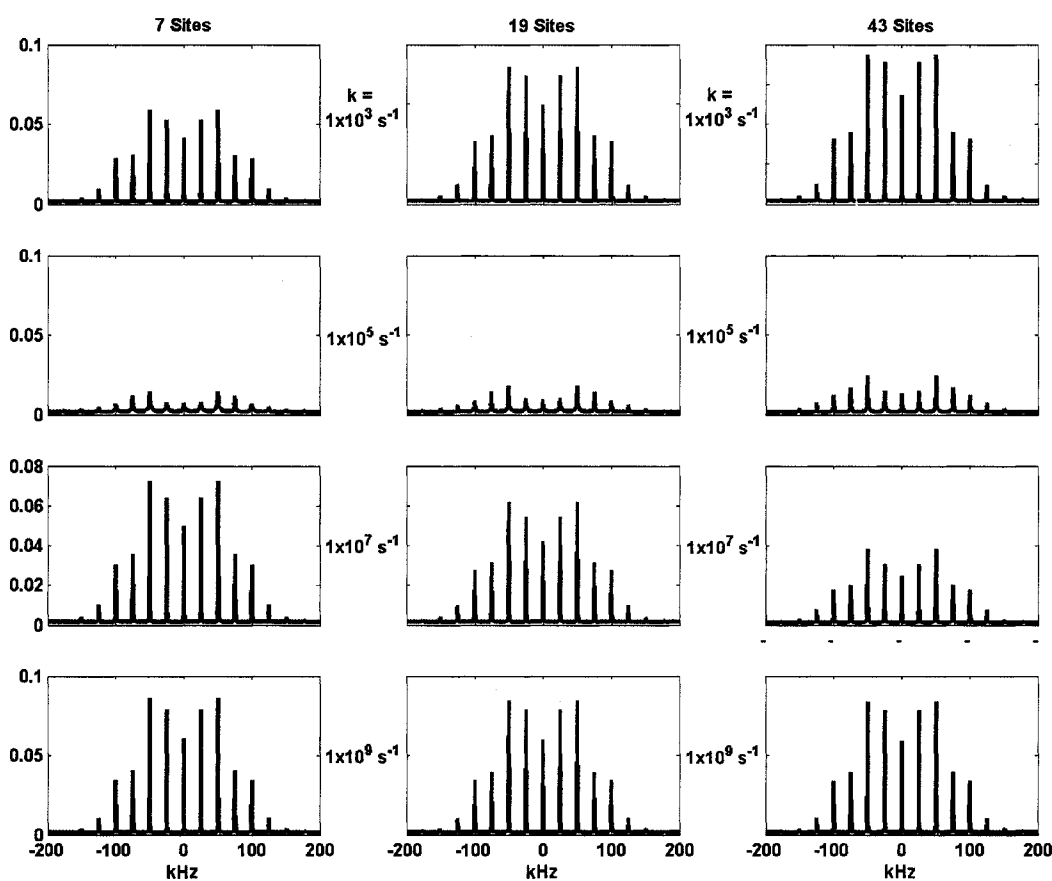 7 Sites 19 Sites 43 Sites
0.1
0.05
0
k =
1x10³ s⁻¹
k =
1x10³ s⁻¹
0.1
0.05
0
1x10⁵ s⁻¹
1x10⁵ s⁻¹
0.08
0.06
0.04
0.02
0
1x10⁷ s⁻¹
1x10⁷ s⁻¹
0.1
0.05
0
1x10⁹ s⁻¹
1x10⁹ s⁻¹
-200 -100 0 100 200
-200 -100 0 100 200
-200 -100 0 100 200
kHz kHz kHz